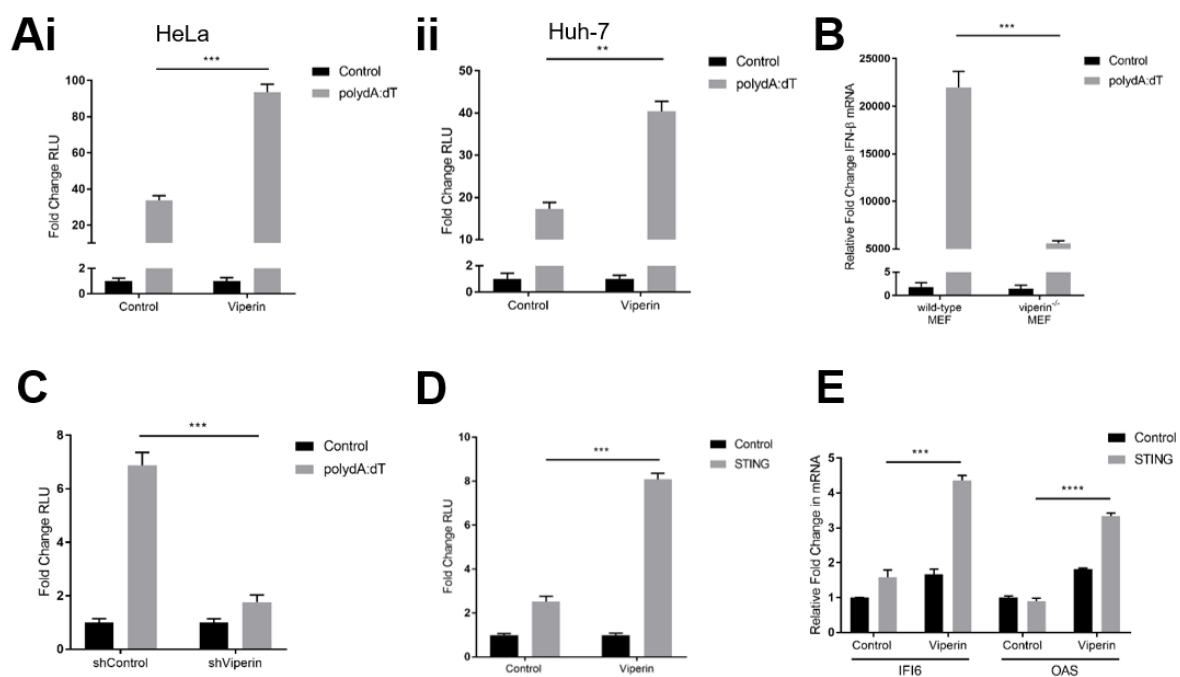 Ai
HeLa
***
Control
polydA:dT
Fold Change RLU
100
80
60
40
20
2
0
Control
Viperin
ii
Huh-7
**
Control
polydA:dT
Fold Change RLU
50
40
30
20
10
2
0
Control
Viperin
B
***
Control
polydA:dT
Relative Fold Change IFN-β mRNA
25000
20000
15000
10000
5000
5
0
wild-type
MEF
viperin-/-
MEF
C
***
Control
polydA:dT
Fold Change RLU
8
6
4
2
0
shControl
shViperin
D
***
Control
STING
Fold Change RLU
10
8
6
4
2
0
Control
Viperin
E
***
****
Control
STING
Relative Fold Change in mRNA
5
4
3
2
1
0
Control
Viperin
Control
Viperin
IFI6
OAS